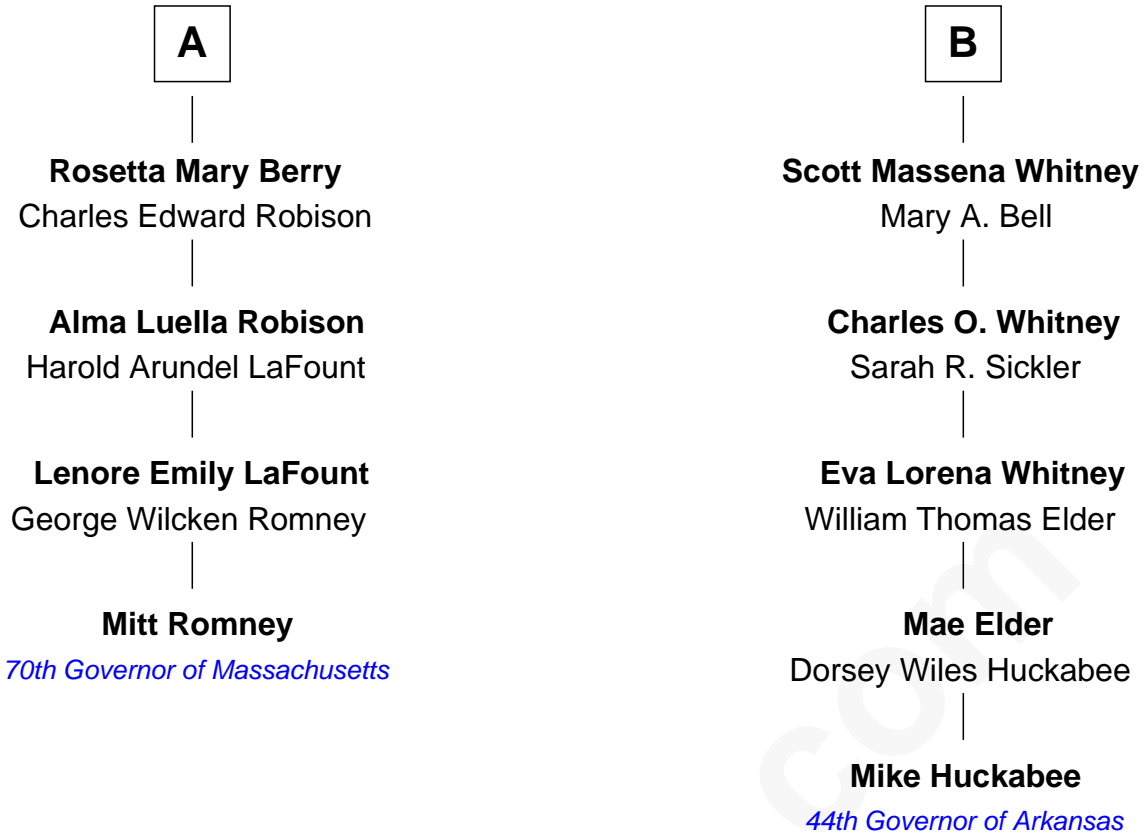 A
Rosetta Mary Berry
Charles Edward Robison
Alma Luella Robison
Harold Arundel LaFount
Lenore Emily LaFount
George Wilcken Romney
Mitt Romney
70th Governor of Massachusetts
B
Scott Massena Whitney
Mary A. Bell
Charles O. Whitney
Sarah R. Sickler
Eva Lorena Whitney
William Thomas Elder
Mae Elder
Dorsey Wiles Huckabee
Mike Huckabee
44th Governor of Arkansas
com